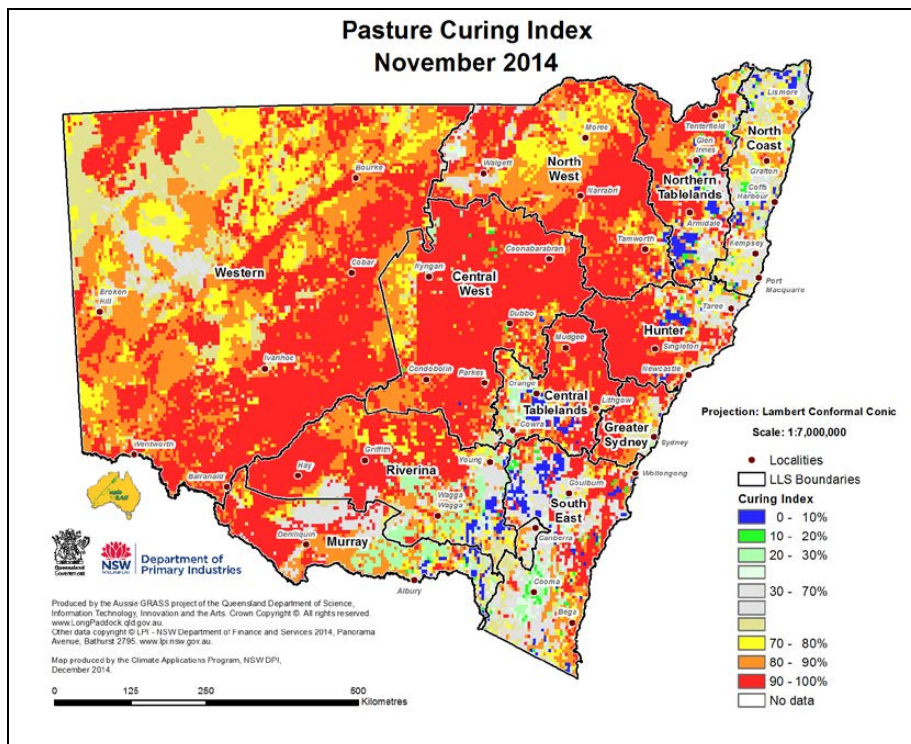 Pasture Curing Index
November 2014
Lismore
Tenterfield
North
Coast
Moree
Glen
Innes
Walgett
North
West
Northern
Tablelands
Grafton
Bourke
Coffs
Harbour
Narrabri
Armidale
Coonabarabran
Tamworth
Kempsey
Western
Cobar
Nyngan
Central
West
Port
Macquarie
Broken
Hill
Taree
Dubbo
Hunter
Mudgee
Singleton
Ivanhoe
Newcastle
Condobolin
Parkes
Orange
Central
Tablelands
Lithgow
Greater
Sydney
Cowra
Sydney
Wentworth
Griffith
Young
Balranald
Hay
Riverina
Wollongong
Goulburn
Wagga
Wagga
South
East
Deniliquin
Murray
Canberra
Albury
Cooma
Bega
Projection: Lambert Conformal Conic
Scale: 1:7,000,000
Localities
LLS Boundaries
Curing Index
0 - 10%
10 - 20%
20 - 30%
30 - 70%
70 - 80%
80 - 90%
90 - 100%
No data
Queensland
Government
NSW
Department of
Primary Industries
Produced by the Aussie GRASS project of the Queensland Department of Science,
Information Technology, Innovation and the Arts. Crown Copyright ©. All rights reserved.
www.LongPaddock.qld.gov.au.
Other data copyright © LPI - NSW Department of Finance and Services 2014, Panorama
Avenue, Bathurst 2795. www.lpi.nsw.gov.au.
Map produced by the Climate Applications Program, NSW DPI,
December 2014.
0 125 250 500
Kilometres